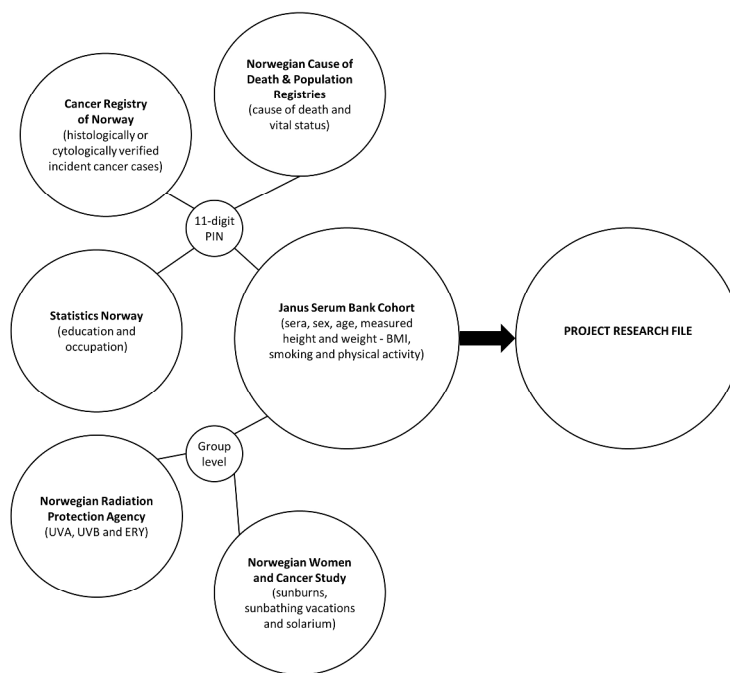 Norwegian Cause of
Death & Population
Registries
(cause of death and
vital status)
Cancer Registry
of Norway
(histologically or
cytologically verified
incident cancer cases)
11-digit
PIN
Statistics Norway
(education and
occupation)
Janus Serum Bank Cohort
(sera, sex, age, measured
height and weight - BMI,
smoking and physical activity)
PROJECT RESEARCH FILE
Group
level
Norwegian Radiation
Protection Agency
(UVA, UVB and ERY)
Norwegian Women
and Cancer Study
(sunburns,
sunbathing vacations
and solarium)